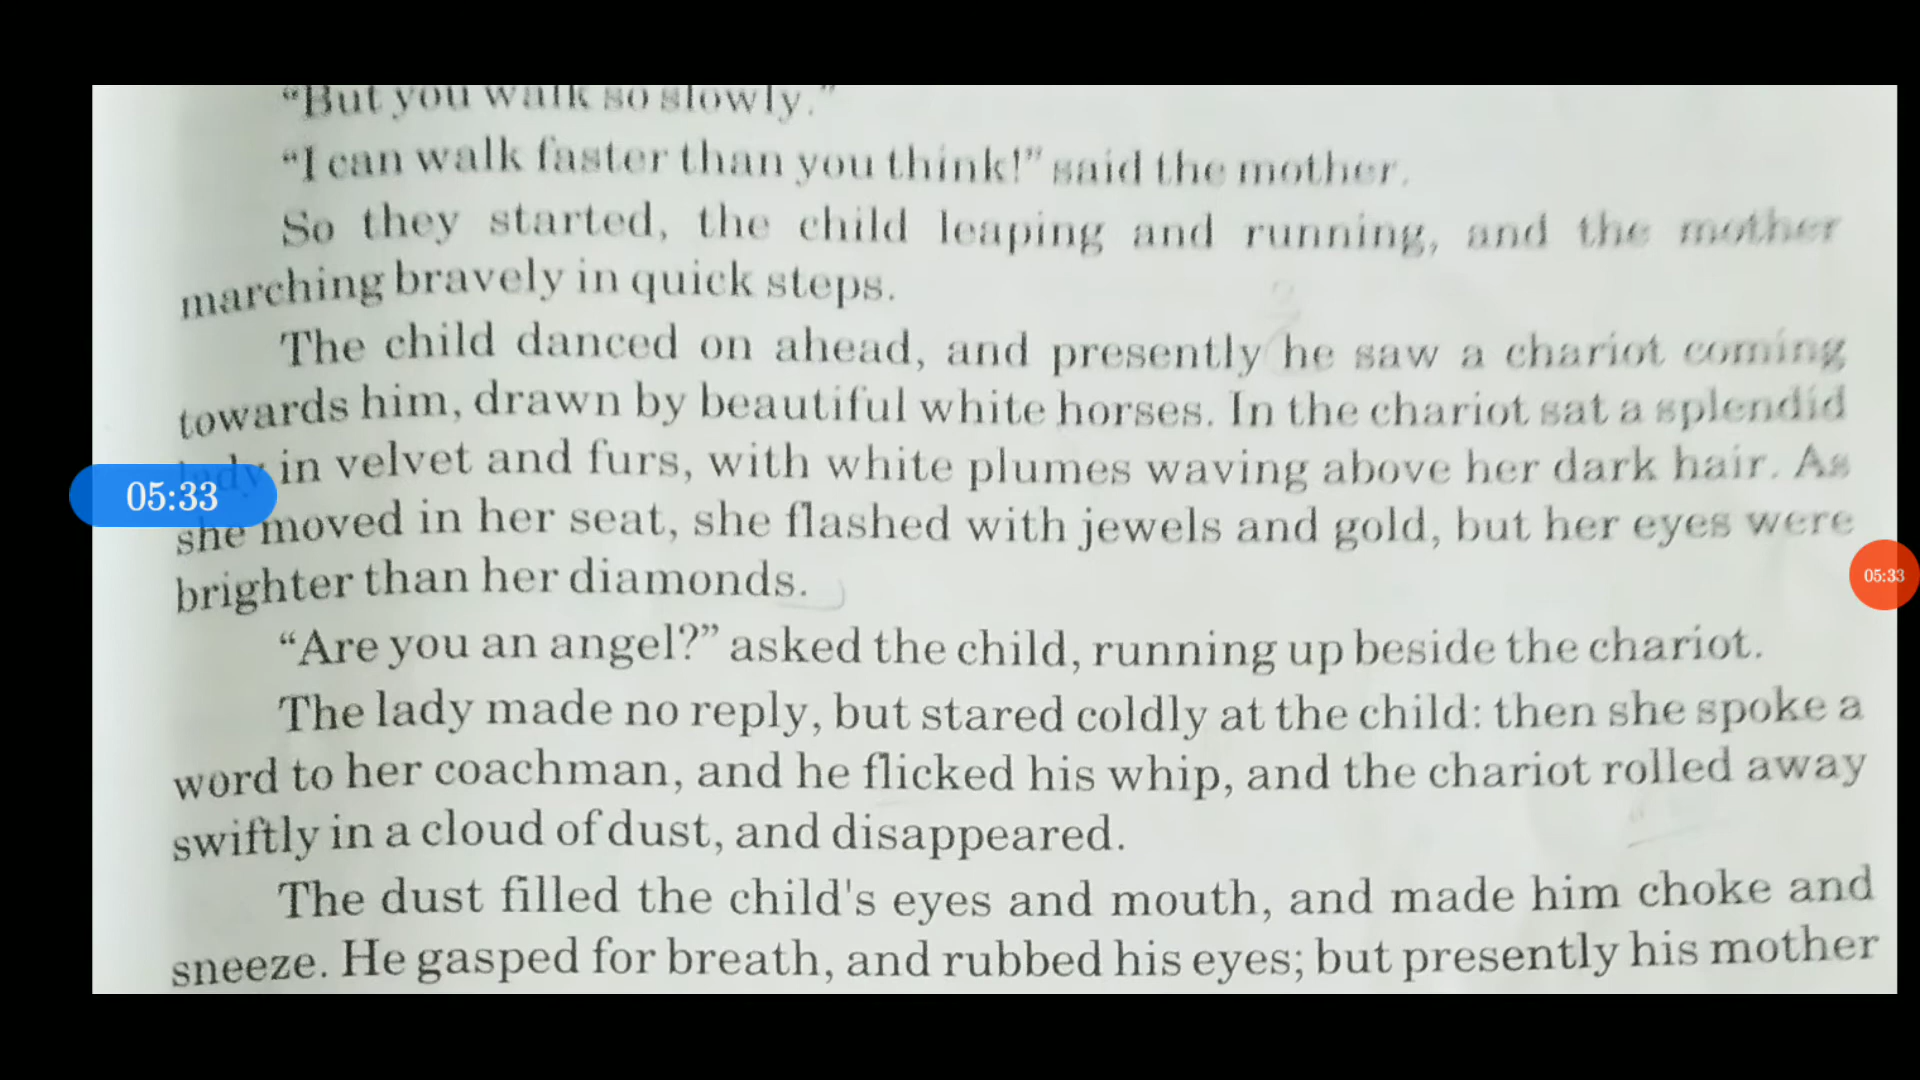 “But you walk so slowly.”
“I can walk faster than you think!” said the mother.
So they started, the child leaping and running, and the mother
marching bravely in quick steps.
The child danced on ahead, and presently he saw a chariot coming
towards him, drawn by beautiful white horses. In the chariot sat a splendid
lady in velvet and furs, with white plumes waving above her dark hair. As
05:33
she moved in her seat, she flashed with jewels and gold, but her eyes were
05:33
brighter than her diamonds.
“Are you an angel?” asked the child, running up beside the chariot.
The lady made no reply, but stared coldly at the child: then she spoke a
word to her coachman, and he flicked his whip, and the chariot rolled away
swiftly in a cloud of dust, and disappeared.
The dust filled the child's eyes and mouth, and made him choke and
sneeze. He gasped for breath, and rubbed his eyes; but presently his mother